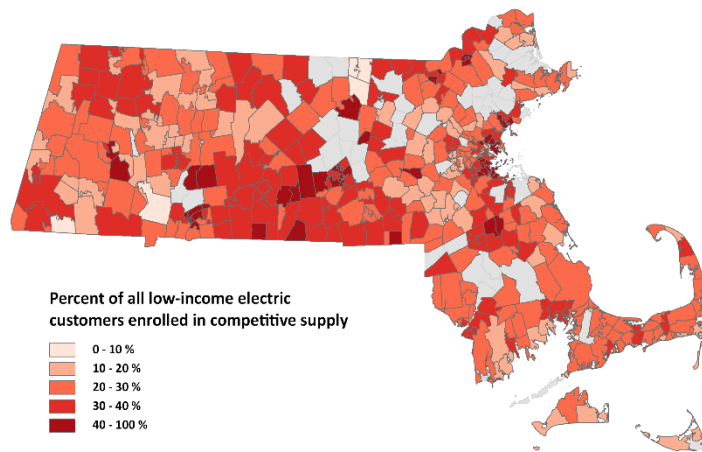 Percent of all low-income electric
customers enrolled in competitive supply
0 - 10 %
10 - 20 %
20 - 30 %
30 - 40 %
40 - 100 %